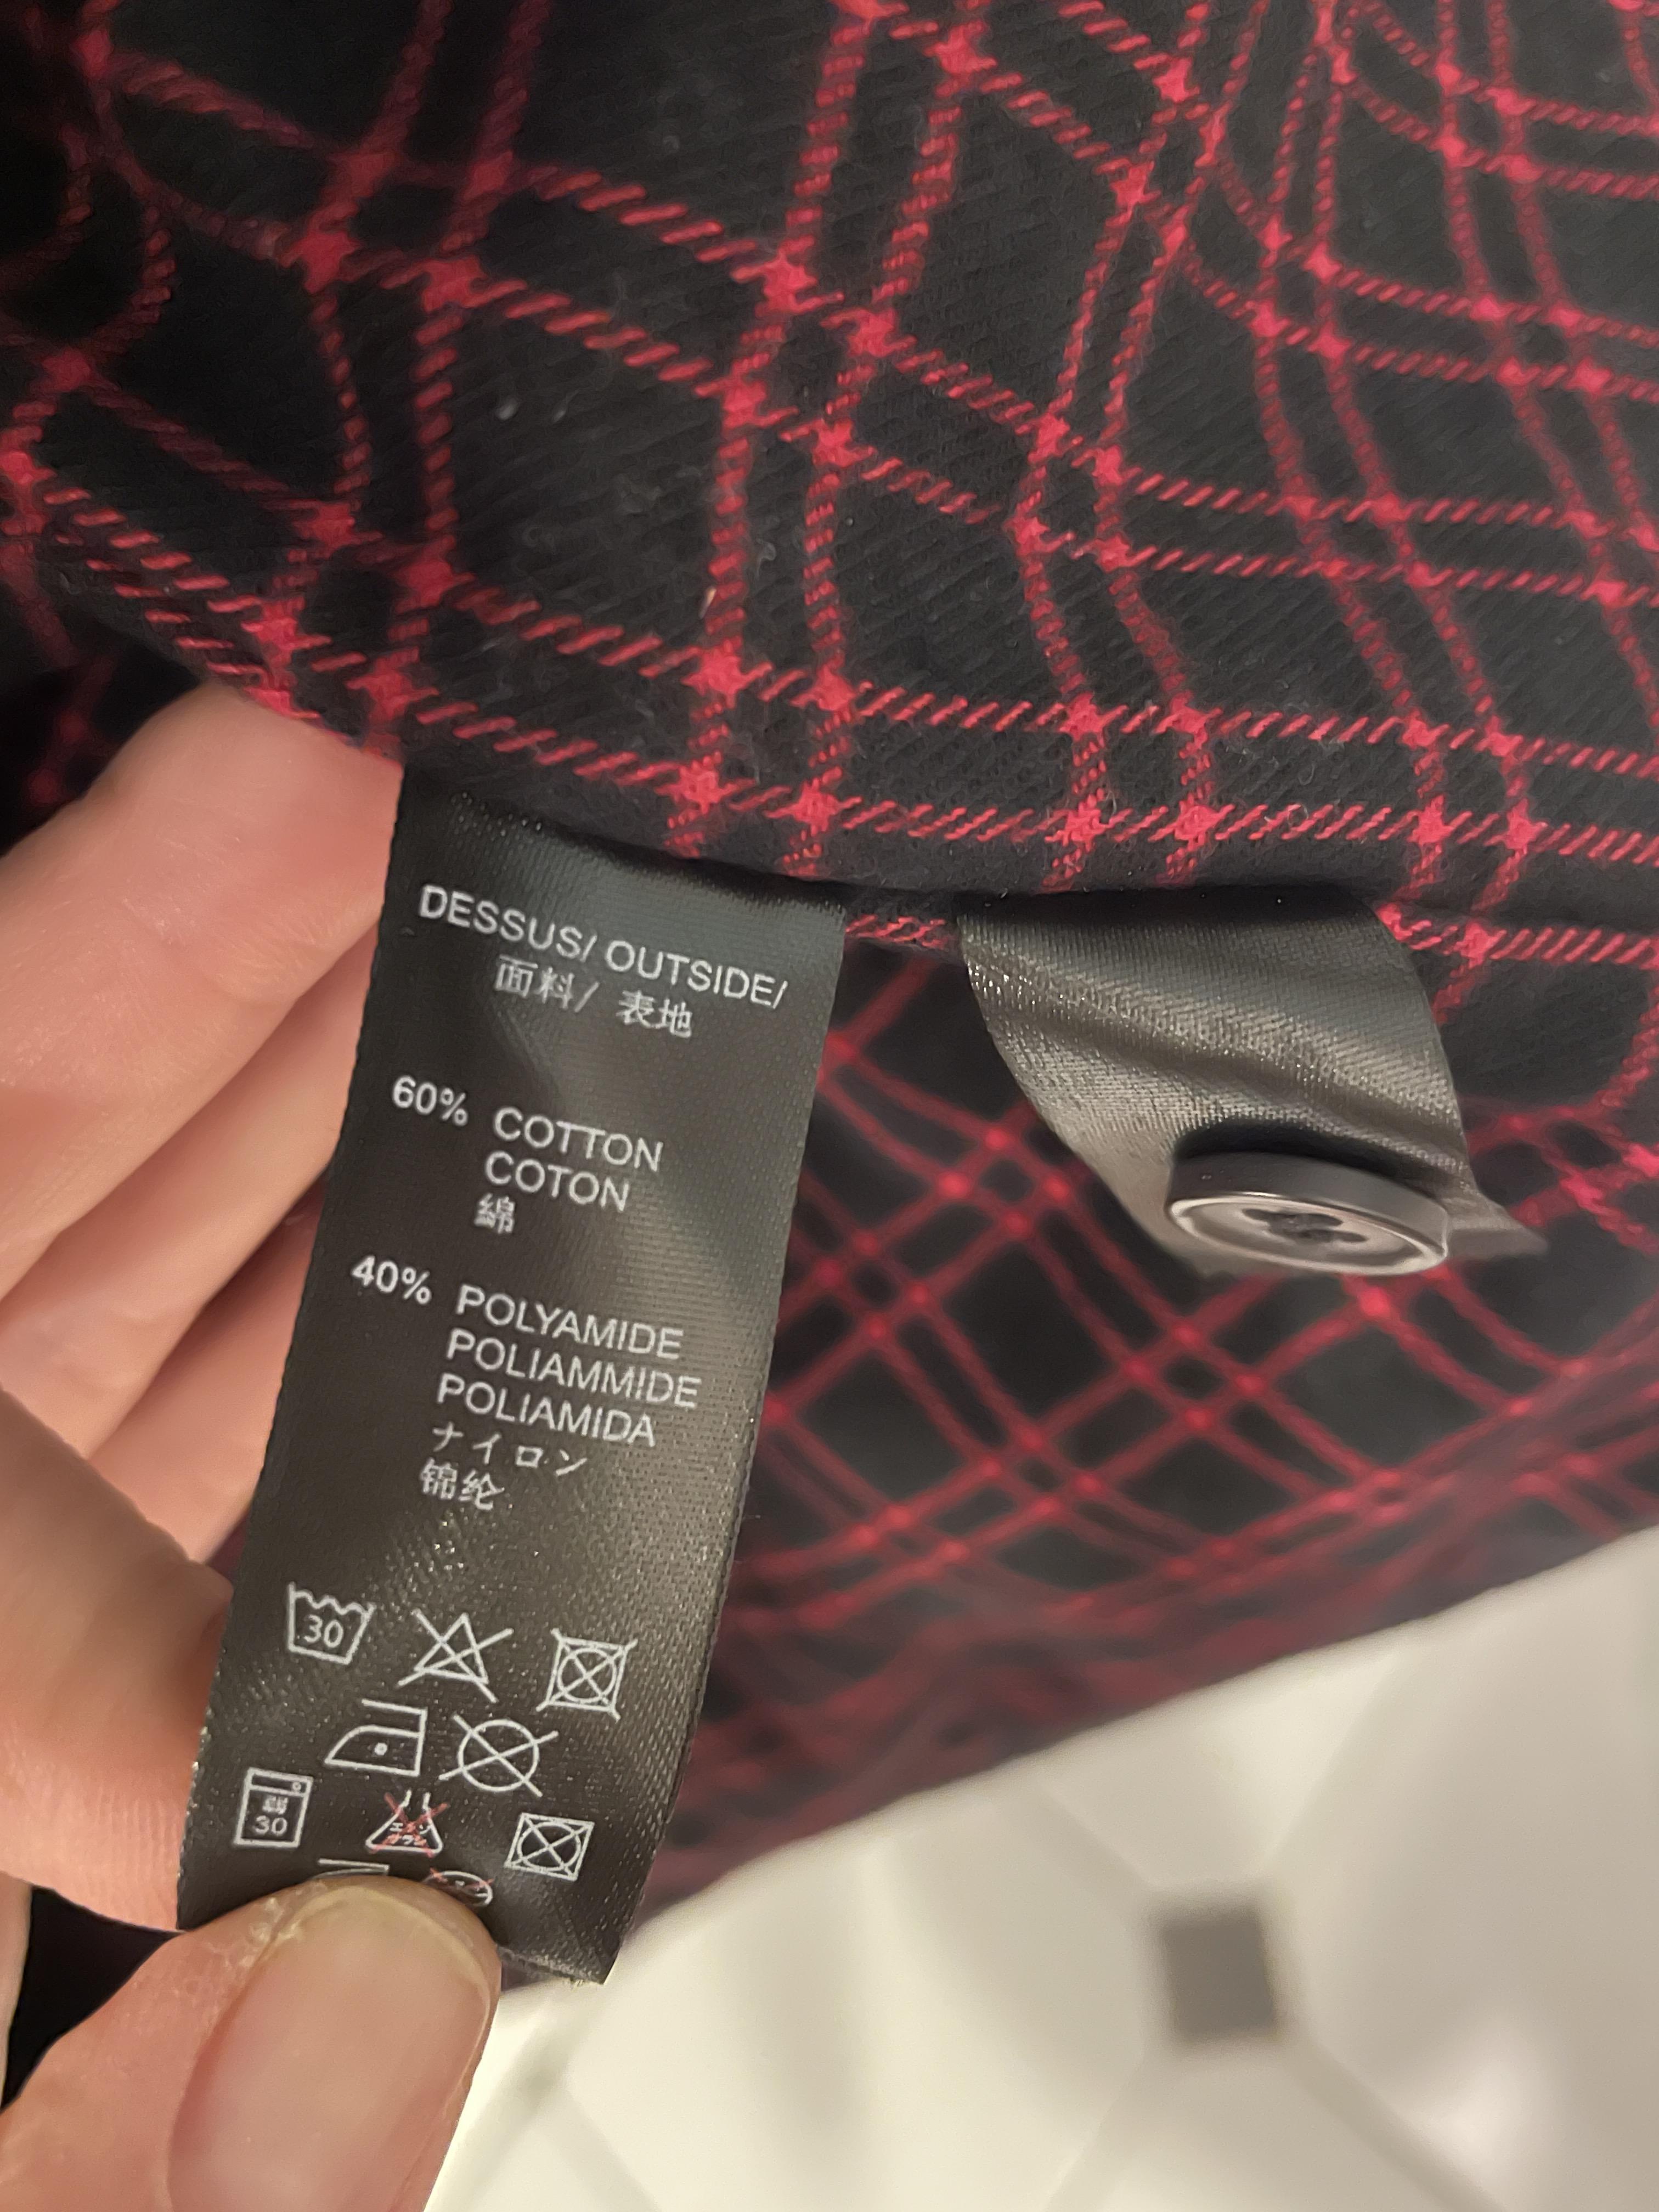 DESSUS/ OUTSIDE/
面料/ 表地
60% COTTON
COTON
綿
40% POLYAMIDE
POLIAMMIDE
POLIAMIDA
ナイロン
锦纶
30
30